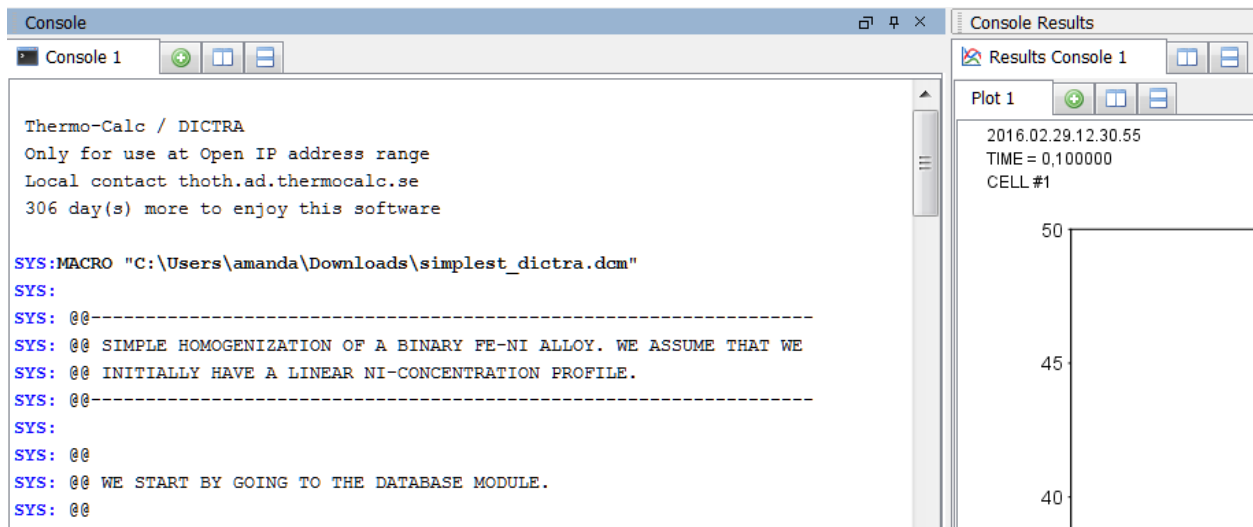 Console
Console 1
Thermo-Calc / DICTRA
Only for use at Open IP address range
Local contact thoth.ad.thermocalc.se
306 day(s) more to enjoy this software
SYS:MACRO "C:\Users\amanda\Downloads\simplest_dictra.dcm"
SYS:
SYS: @@---------------------------------------------------------------------
SYS: @@ SIMPLE HOMOGENIZATION OF A BINARY FE-NI ALLOY. WE ASSUME THAT WE
SYS: @@ INITIALLY HAVE A LINEAR NI-CONCENTRATION PROFILE.
SYS: @@---------------------------------------------------------------------
SYS:
SYS: @@
SYS: @@ WE START BY GOING TO THE DATABASE MODULE.
SYS: @@
Console Results
Results Console 1
Plot 1
2016.02.29.12.30.55
TIME = 0,100000
CELL #1
50
45
40